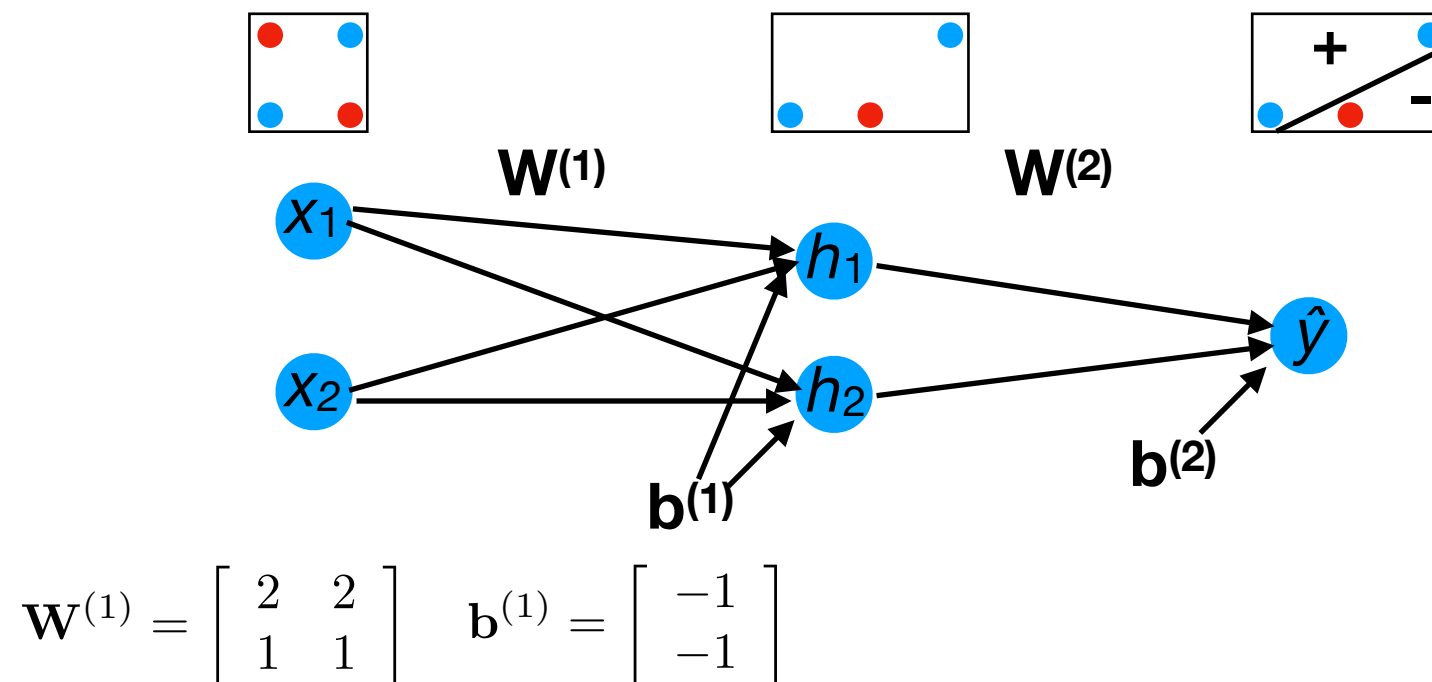 +
-
W(1) W(2)
x1
h1
ŷ
x2
h2
b(2)
b(1)
W(1) = [ 2 2 ] b(1) = [ −1 ]
1 1 −1